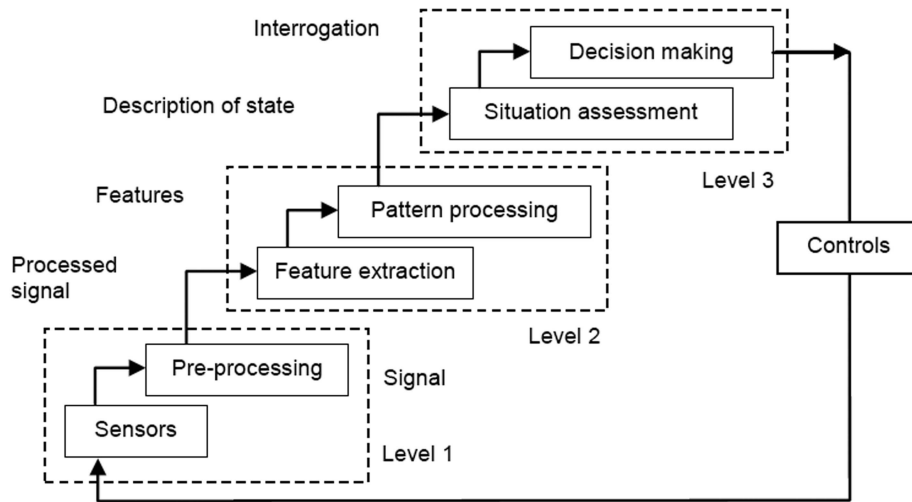 Interrogation
Decision making
Description of state
Situation assessment
Level 3
Features
Pattern processing
Controls
Processed
signal
Feature extraction
Level 2
Pre-processing
Signal
Sensors
Level 1